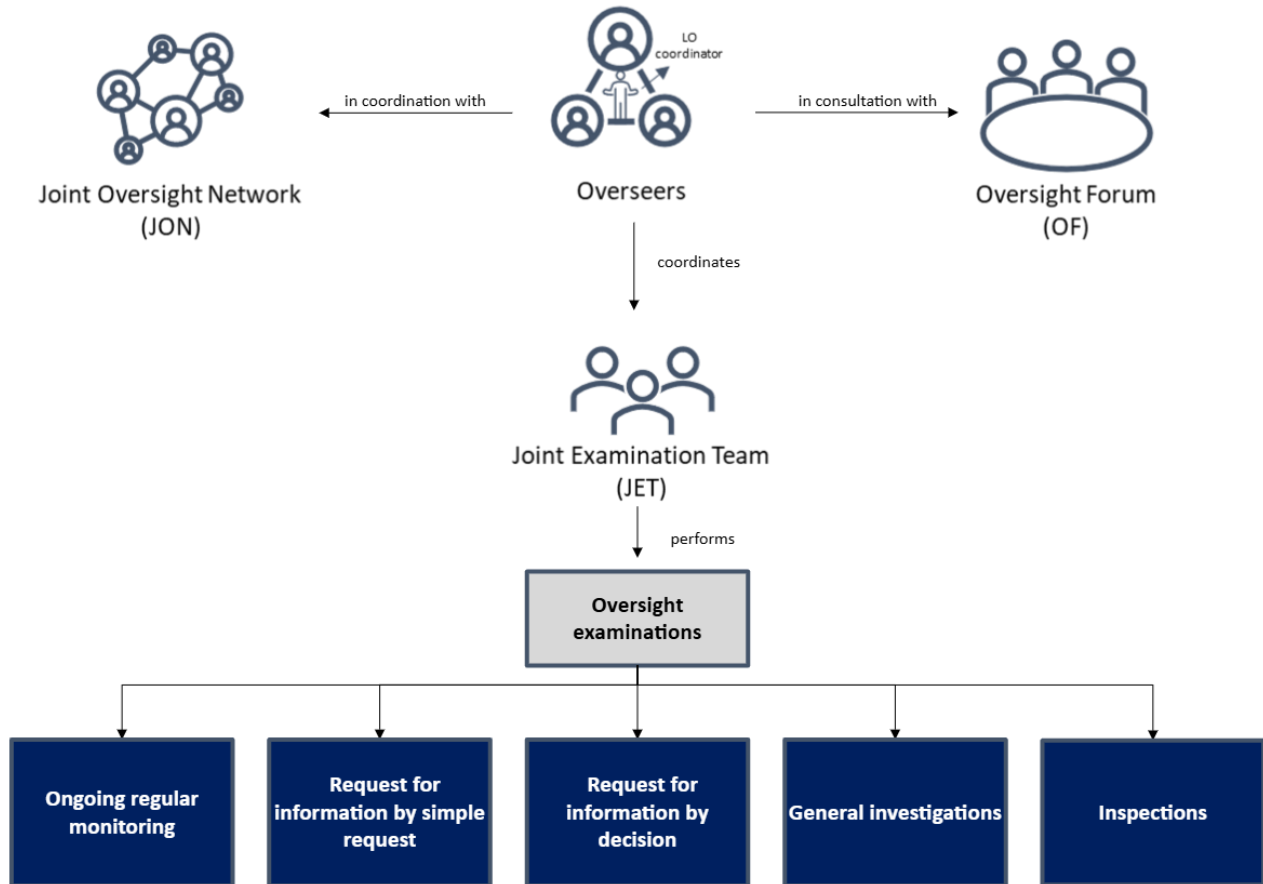 LO
coordinator
in coordination with
in consultation with
Joint Oversight Network
(JON)
Overseers
Oversight Forum
(OF)
coordinates
Joint Examination Team
(JET)
performs
Oversight
examinations
Ongoing regular
monitoring
Request for
information by simple
request
Request for
information by
decision
General investigations
Inspections